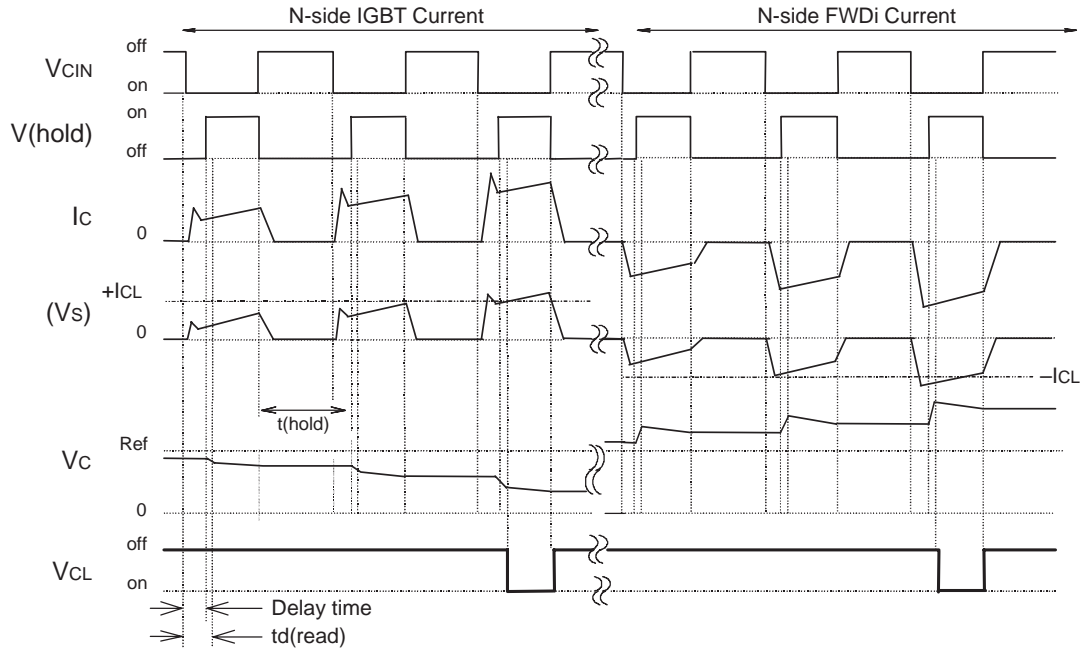 N-side IGBT Current
N-side FWDi Current
off
VCIN
on
on
V(hold)
off
IC
0
+ICL
(VS)
0
–ICL
t(hold)
Ref
VC
0
off
VCL
on
Delay time
td(read)